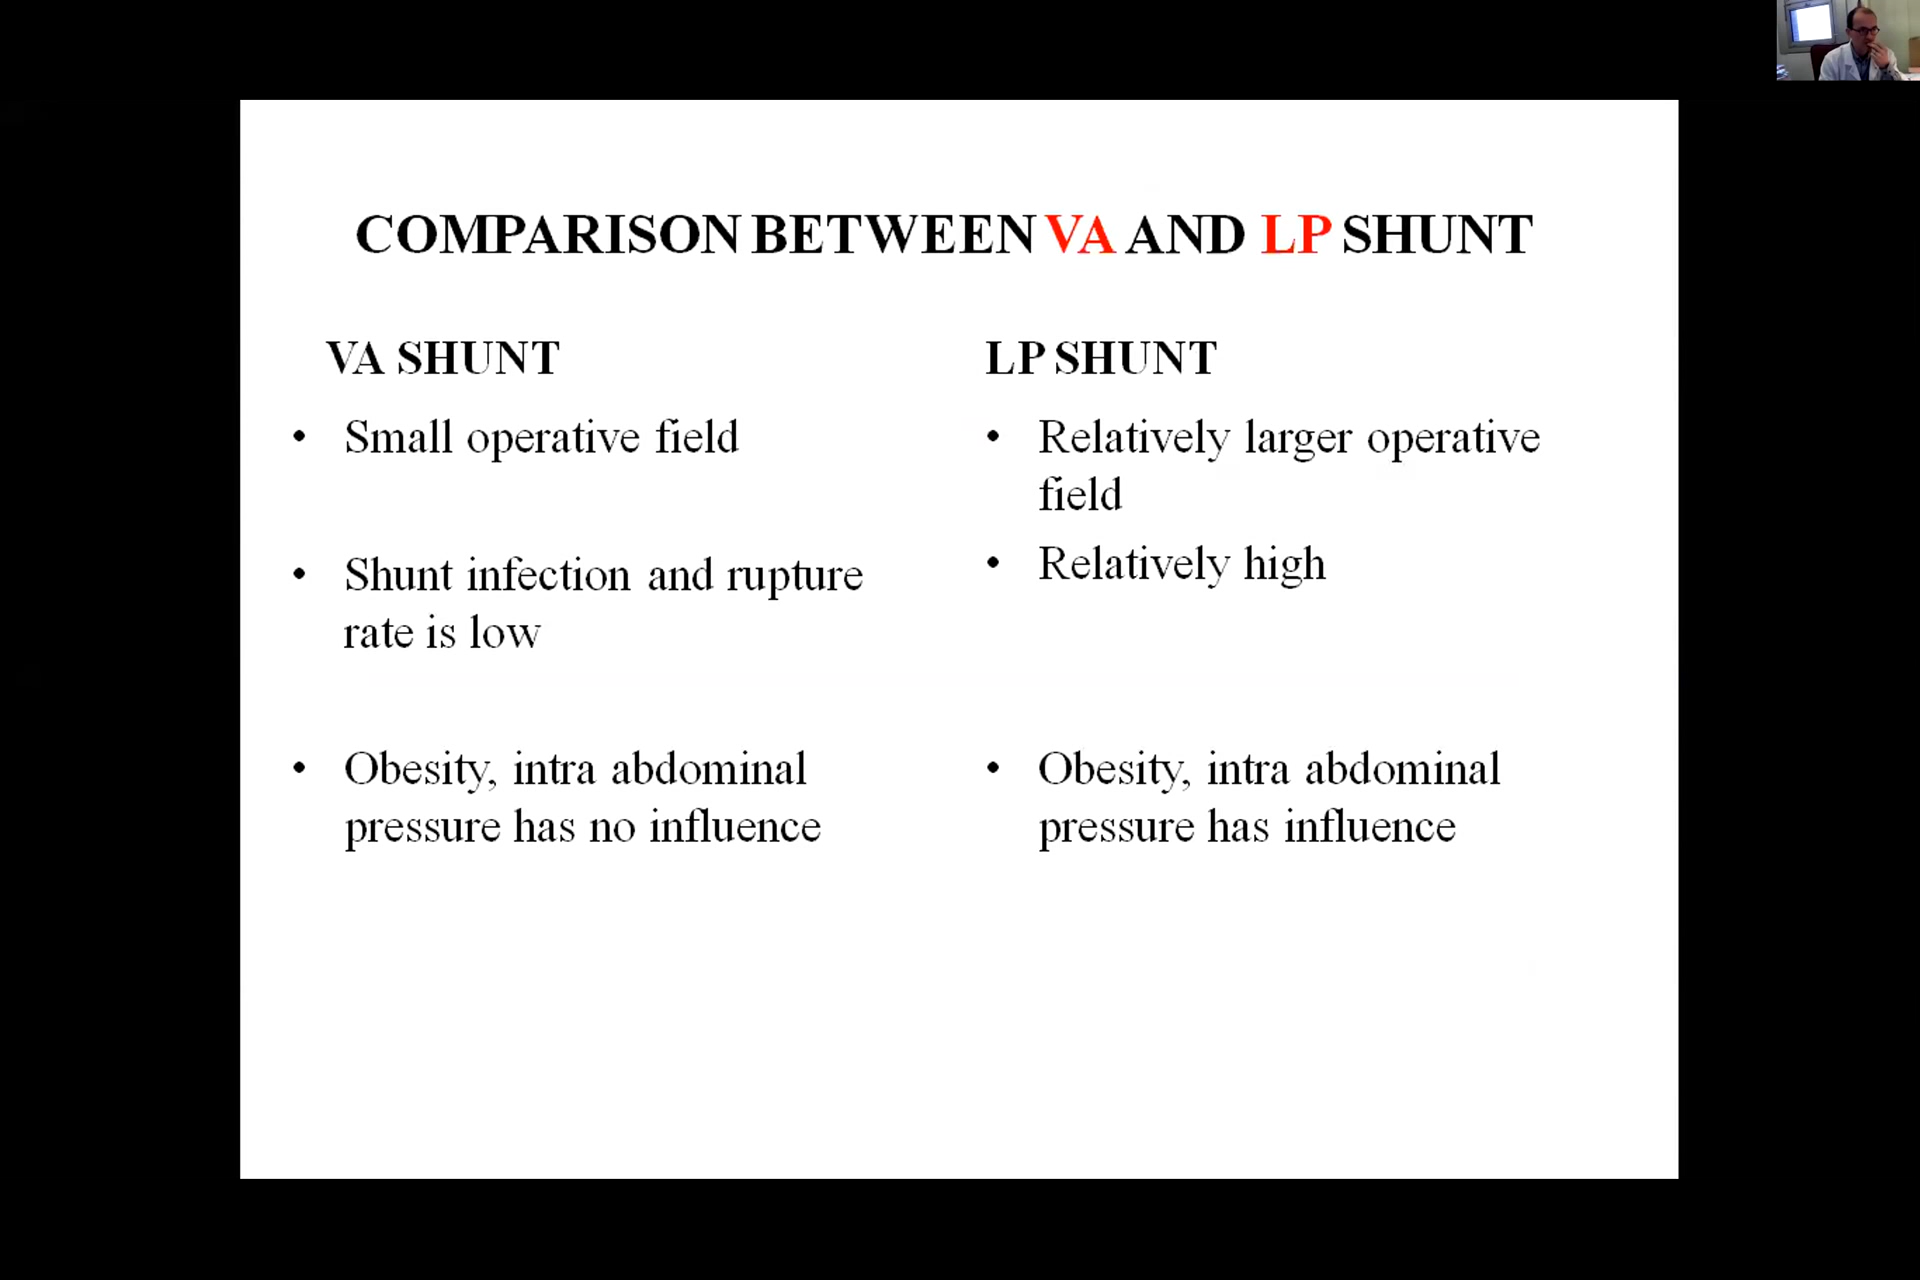 COMPARISON BETWEEN VA AND LP SHUNT
VA SHUNT
• Small operative field
• Shunt infection and rupture
rate is low
• Obesity, intra abdominal
pressure has no influence
LP SHUNT
• Relatively larger operative
field
• Relatively high
• Obesity, intra abdominal
pressure has influence